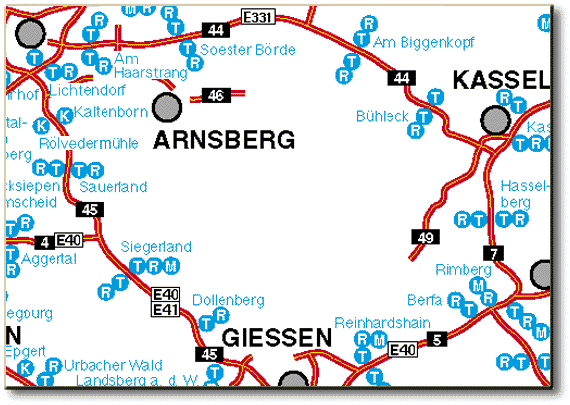 E331
R
R
M
44
T
T
R
Soester Börde
T
Am Biggenkopf
T
R
Am
Haarstrang
T
T
R
R
44
KASSEL
Lichtendorf
46
T
R
rhof
K
Kaltenborn
Bühleck
T
R
T
K
ARNSBERG
R
Kas
Rölvedermühle
T
R
berg
R
T
T
R
Hassel-
berg
cksiepen
Sauerland
mscheid
45
R
T
T
R
T
R
4
E40
Siegerland
49
7
T
Aggertal
T
R
M
Rimberg
R
R
T
E40
E41
M
Dollenberg
Berfa
R
T
R
egourg
R
T
Reinhardshain
T
R
N
GIESSEN
R
M
5
T
Epgert
45
E40
K
R
Urbacher Wald
T
T
R
T
Landsberg a. d. W
T
T